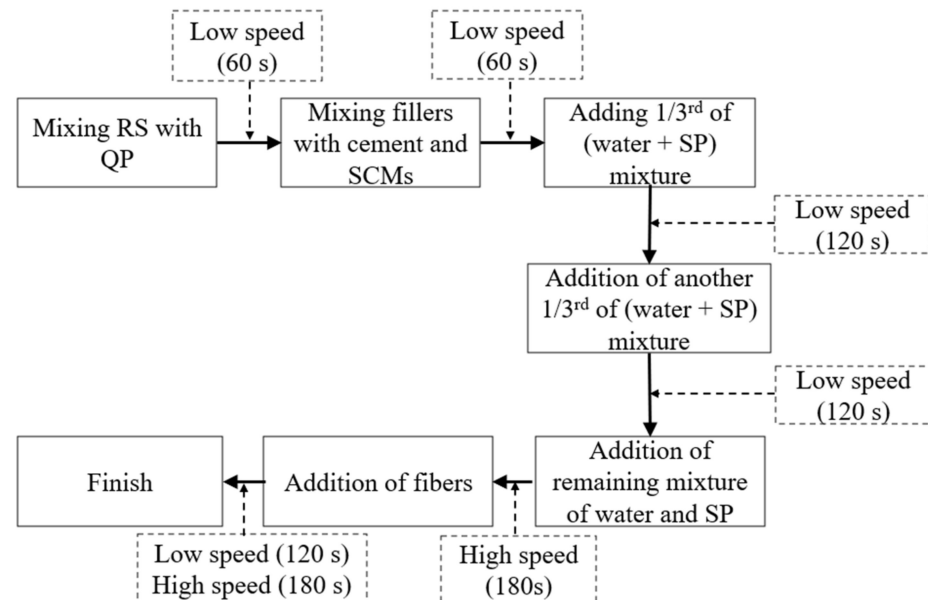 Low speed
(60 s)
Low speed
(60 s)
Mixing RS with
QP
Mixing fillers
with cement and
SCMs
Adding 1/3ʳᵈ of
(water + SP)
mixture
Low speed
(120 s)
Addition of another
1/3ʳᵈ of (water + SP)
mixture
Low speed
(120 s)
Addition of
remaining mixture
of water and SP
Addition of fibers
Finish
High speed
(180s)
Low speed (120 s)
High speed (180 s)